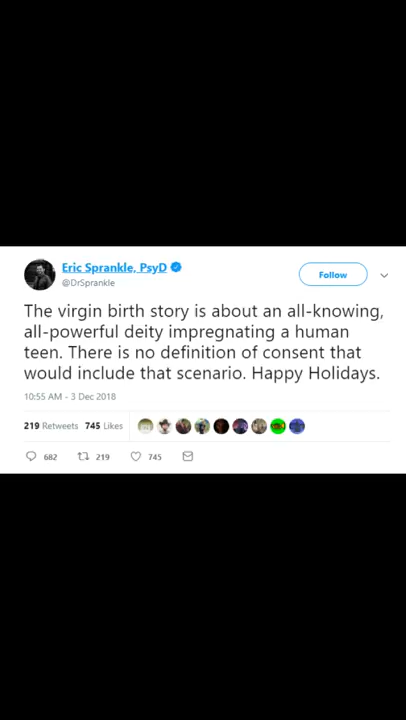 Eric Sprankle, PsyD
Follow
@DrSprankle
The virgin birth story is about an all-knowing,
all-powerful deity impregnating a human
teen. There is no definition of consent that
would include that scenario. Happy Holidays.
10:55 AM - 3 Dec 2018
219 Retweets 745 Likes
682 219 745